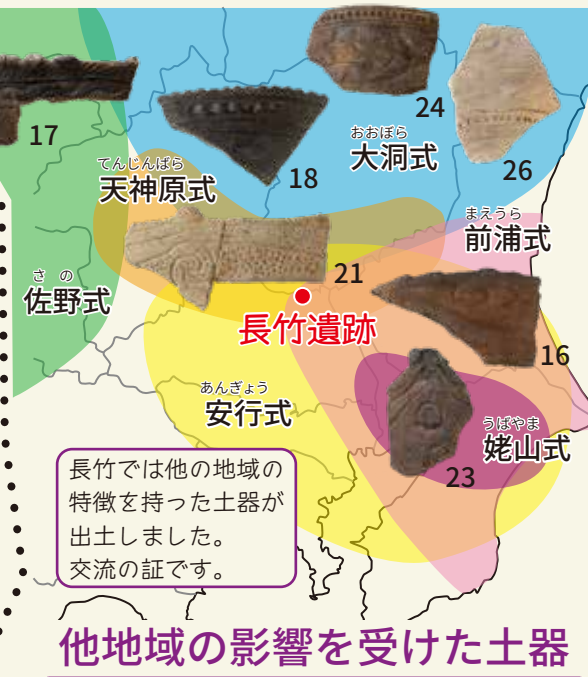 17
18
24
26
おおぼら
大洞式
てんじんぱら
天神原式
まえうら
前浦式
21
さの
佐野式
長竹遺跡
16
あんぎょう
安行式
うばやま
姥山式
23
長竹では他の地域の
特徴を持った土器が
出土しました。
交流の証です。
他地域の影響を受けた土器